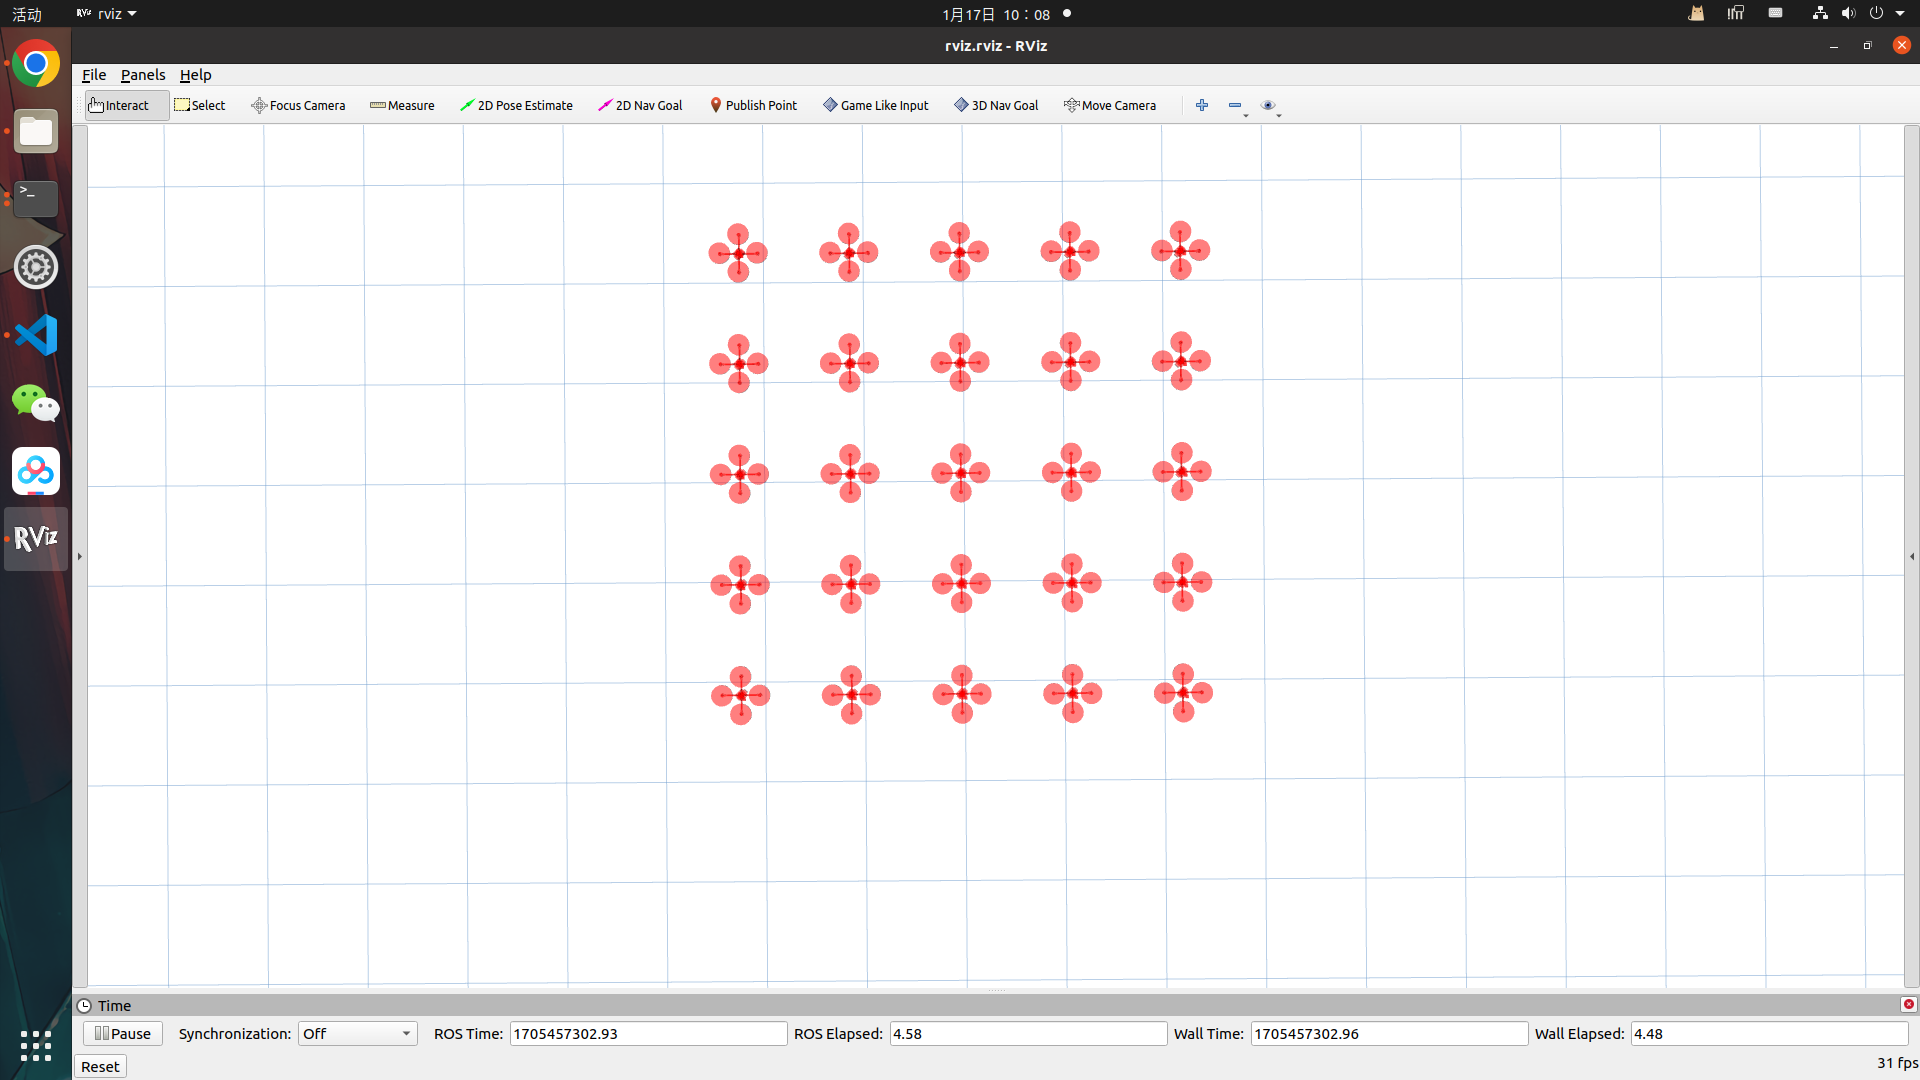 活动 rviz 1月17日 10：08
rviz.rviz - RViz
File Panels Help
Interact Select Focus Camera Measure 2D Pose Estimate 2D Nav Goal Publish Point Game Like Input 3D Nav Goal Move Camera
RViz
Time
Pause Synchronization: Off ROS Time: 1705457302.93 ROS Elapsed: 4.58 Wall Time: 1705457302.96 Wall Elapsed: 4.48
Reset 31 fps